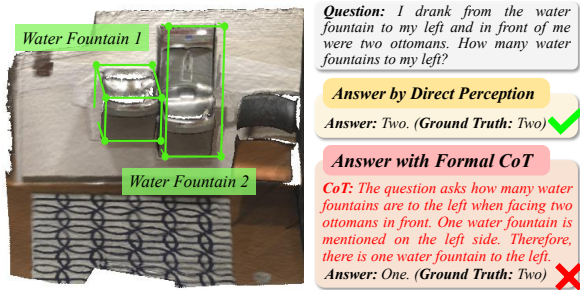 Water Fountain 1
Water Fountain 2
Question: I drank from the water
fountain to my left and in front of me
were two ottomans. How many water
fountains to my left?
Answer by Direct Perception
Answer: Two. (Ground Truth: Two)
Answer with Formal CoT
CoT: The question asks how many water
fountains are to the left when facing two
ottomans in front. One water fountain is
mentioned on the left side. Therefore,
there is one water fountain to the left.
Answer: One. (Ground Truth: Two)